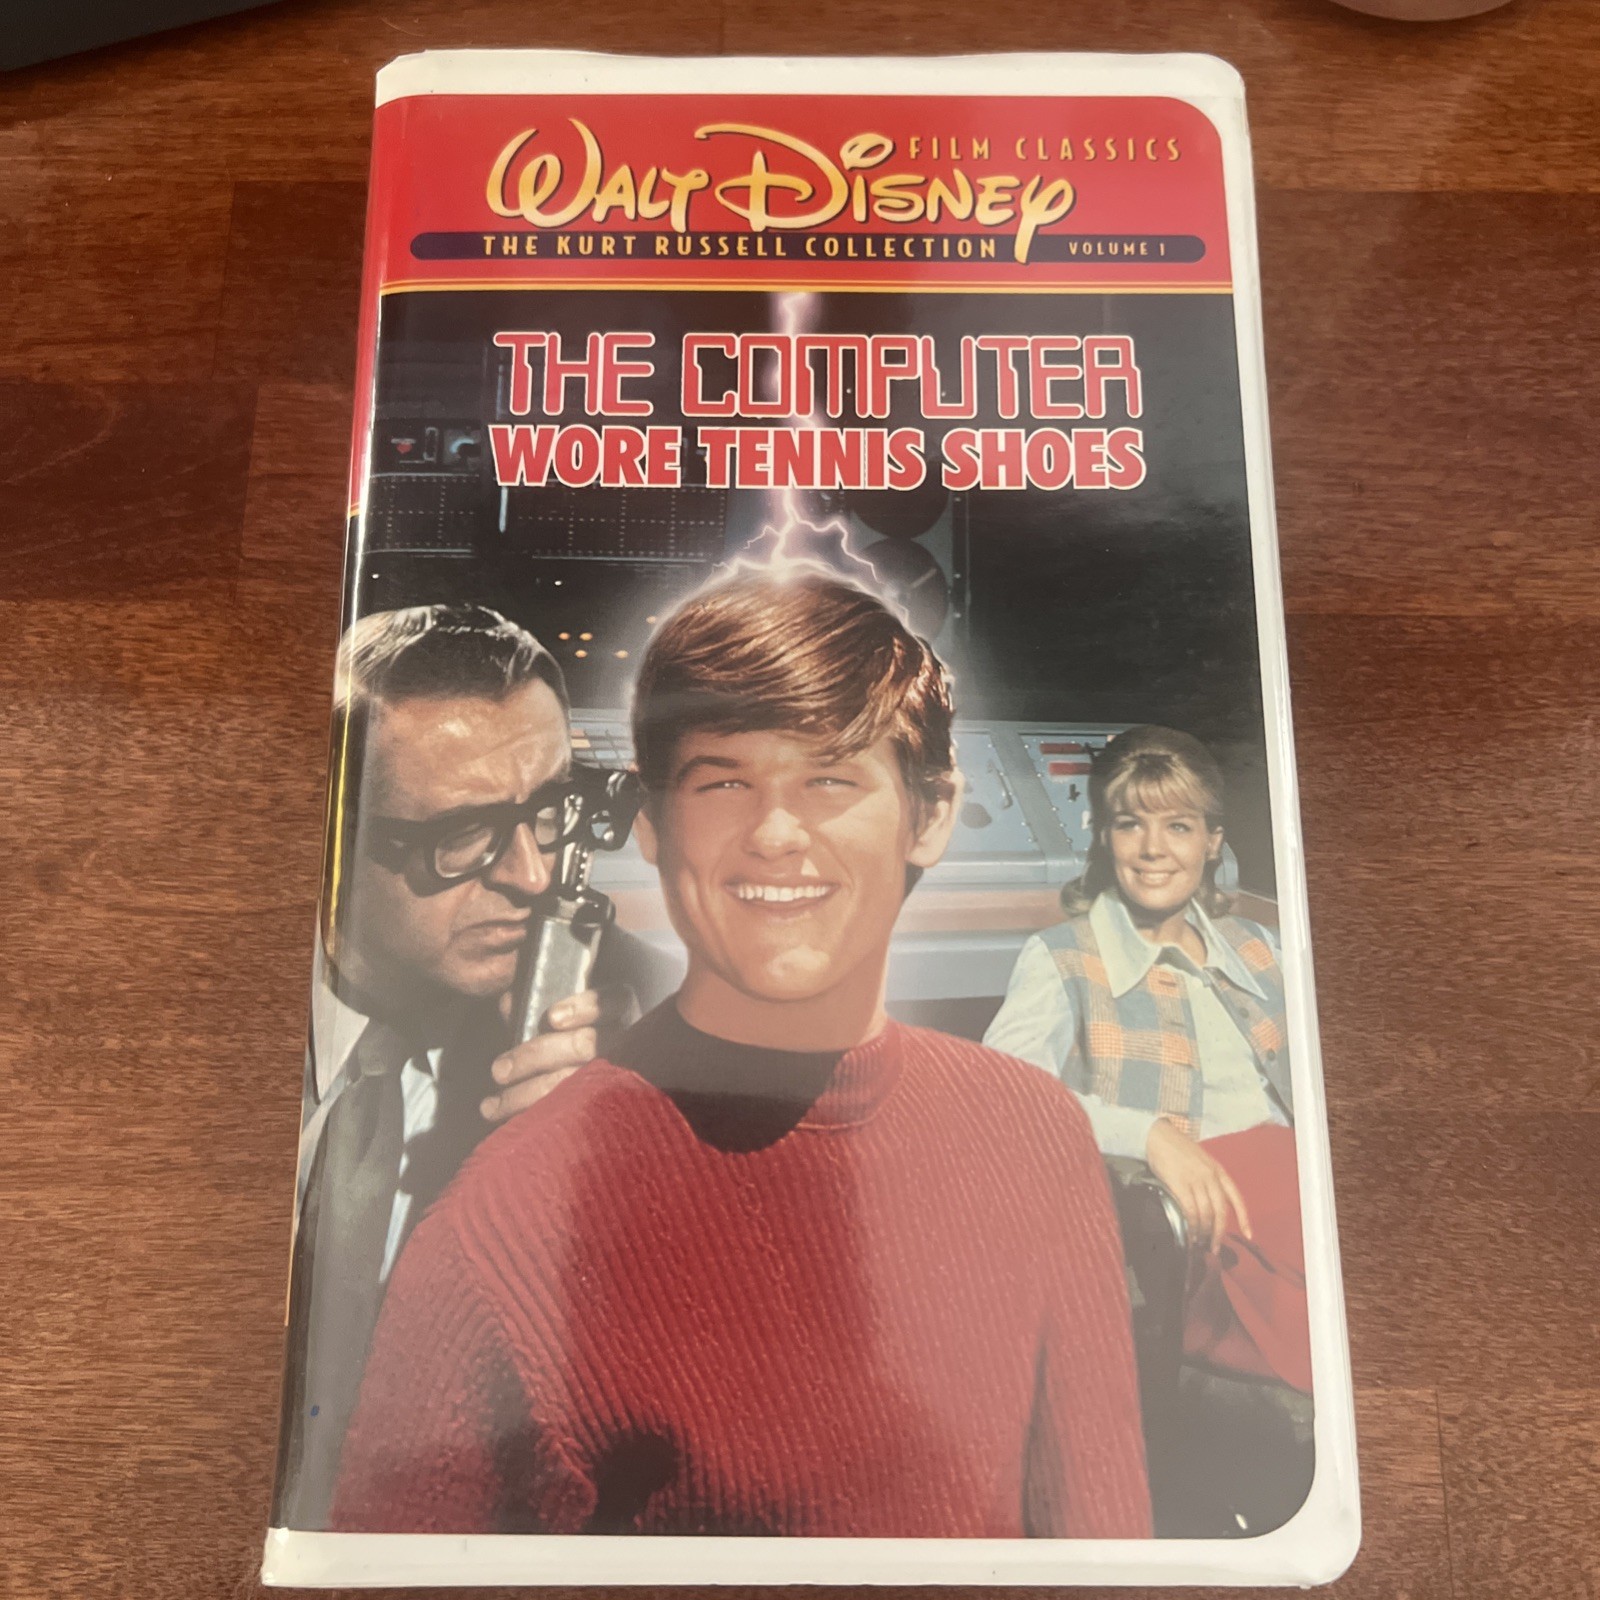 WALT DISNEY FILM CLASSICS
THE KURT RUSSELL COLLECTION VOLUME 1
THE COMPUTER
WORE TENNIS SHOES